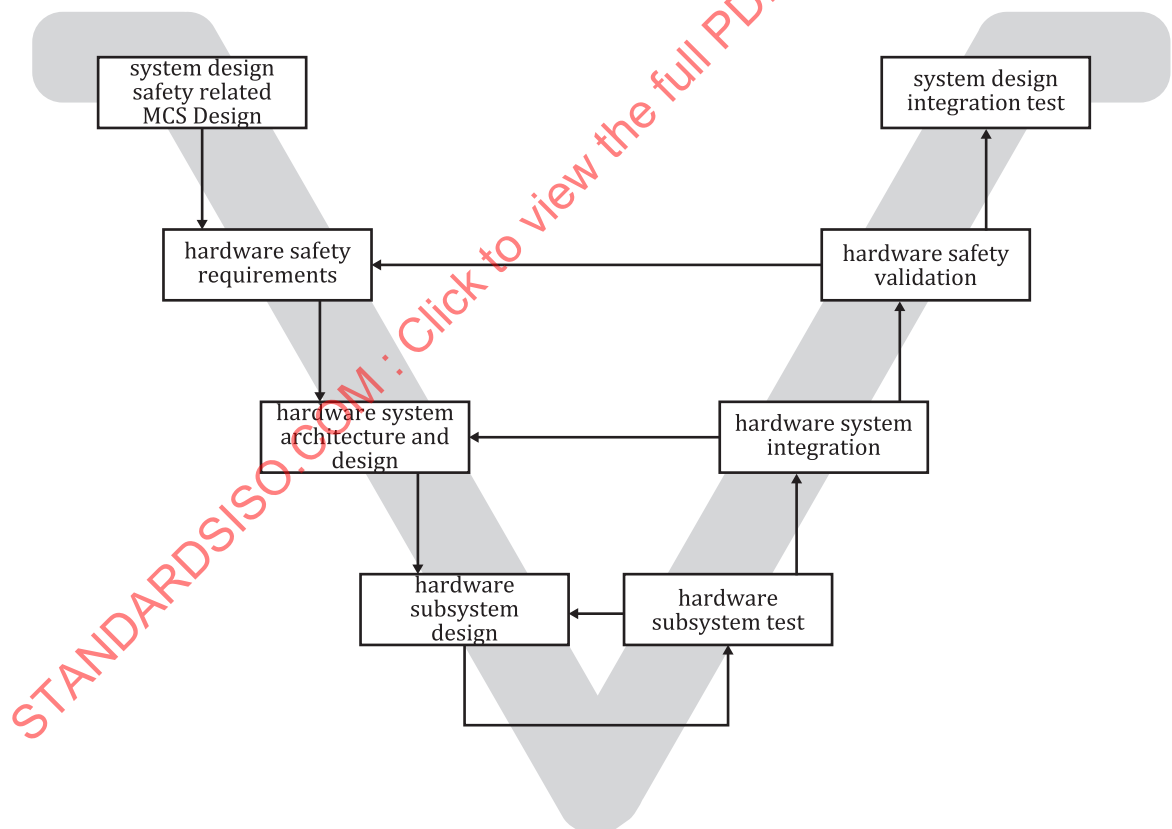 system design
safety related
MCS Design
system design
integration test
hardware safety
requirements
hardware safety
validation
hardware system
architecture and
design
hardware system
integration
hardware
subsystem
design
hardware
subsystem test
STANDARDSISO.COM : Click to view the full PD